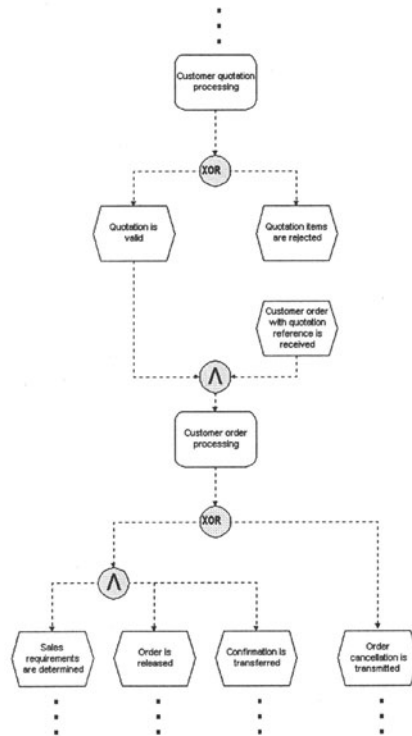 Customer quotation
processing
XOR
Quotation is
valid
Quotation items
are rejected
Customer order
with quotation
reference is
received
Λ
Customer order
processing
XOR
Λ
Sales
requirements
are determined
Order is
released
Confirmation is
transferred
Order
cancellation is
transmitted